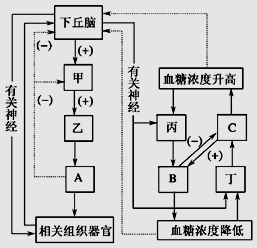 下丘脑
(−)
(+)
甲
(−)
(+)
乙
A
相关组织器官
有关神经
有关神经
血糖浓度升高
丙
C
(−)
(+)
B
丁
血糖浓度降低